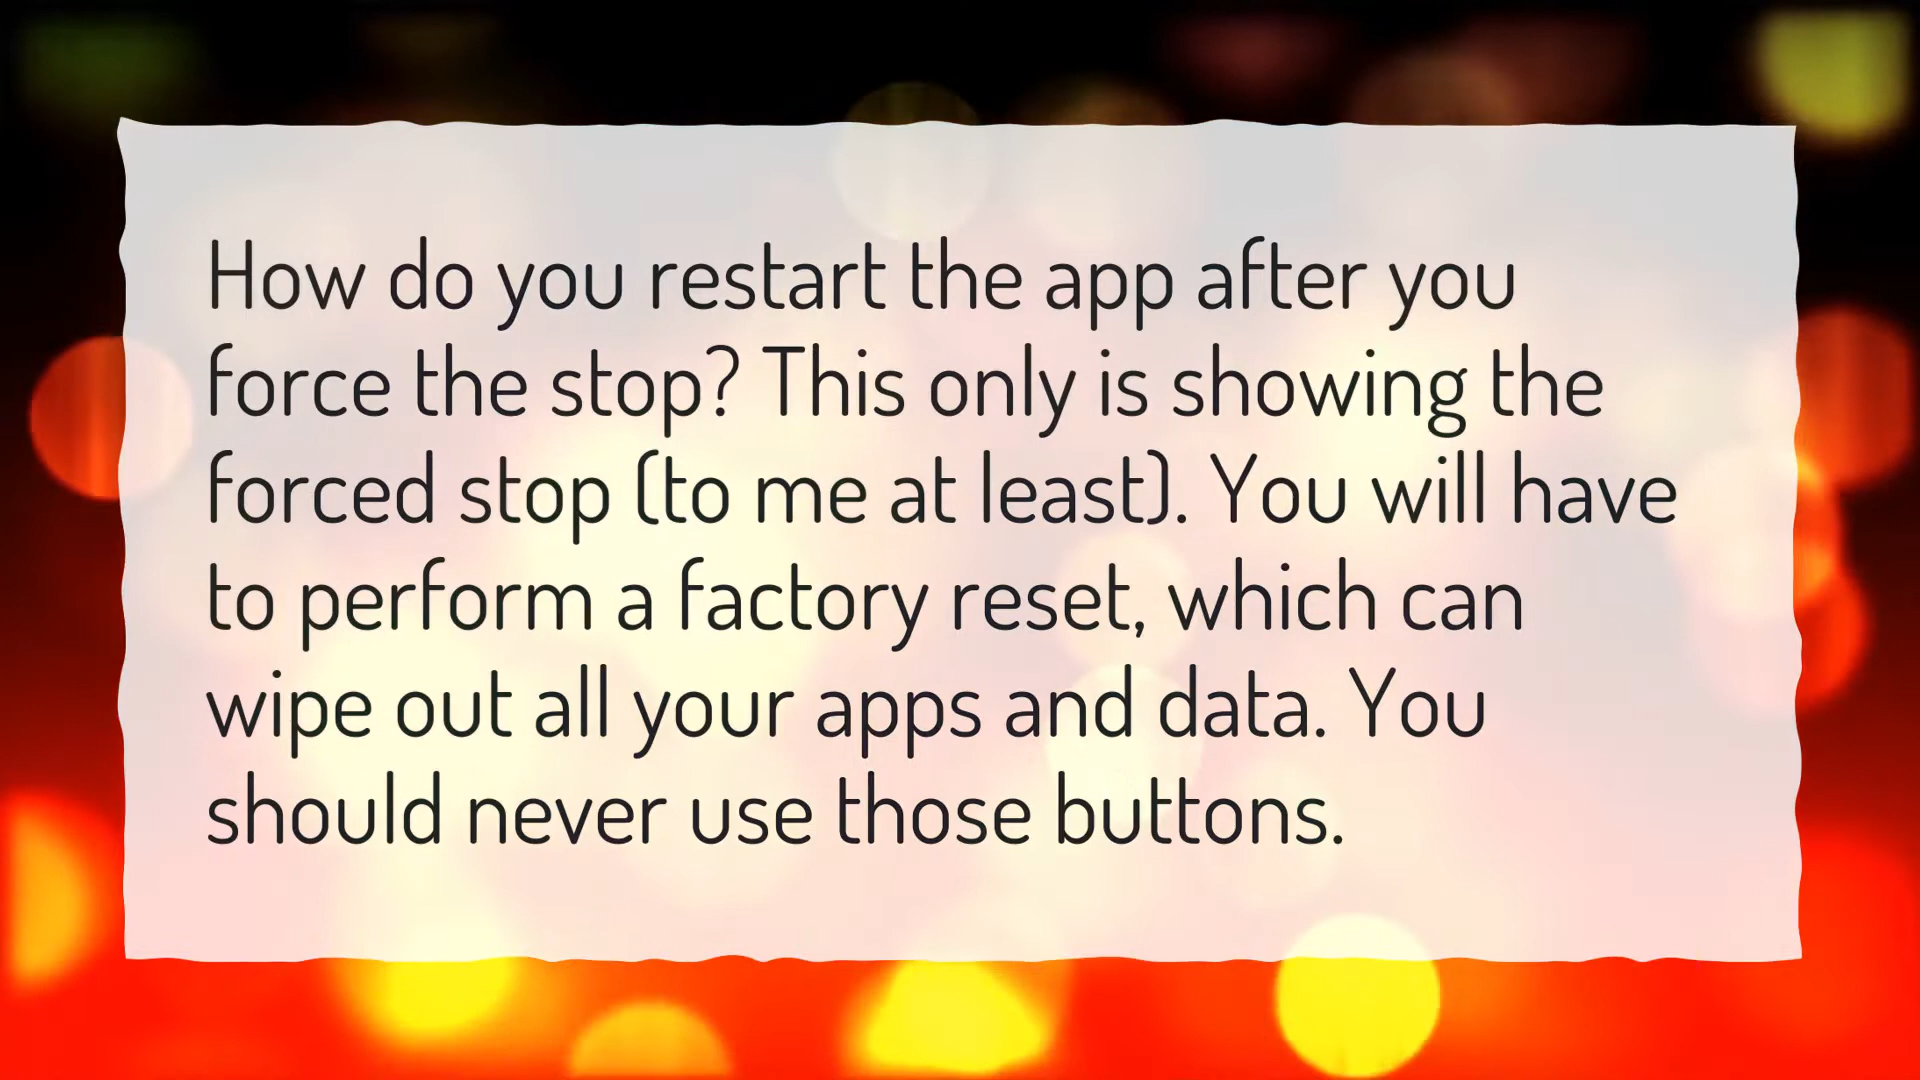 How do you restart the app after you
force the stop? This only is showing the
forced stop (to me at least). You will have
to perform a factory reset, which can
wipe out all your apps and data. You
should never use those buttons.